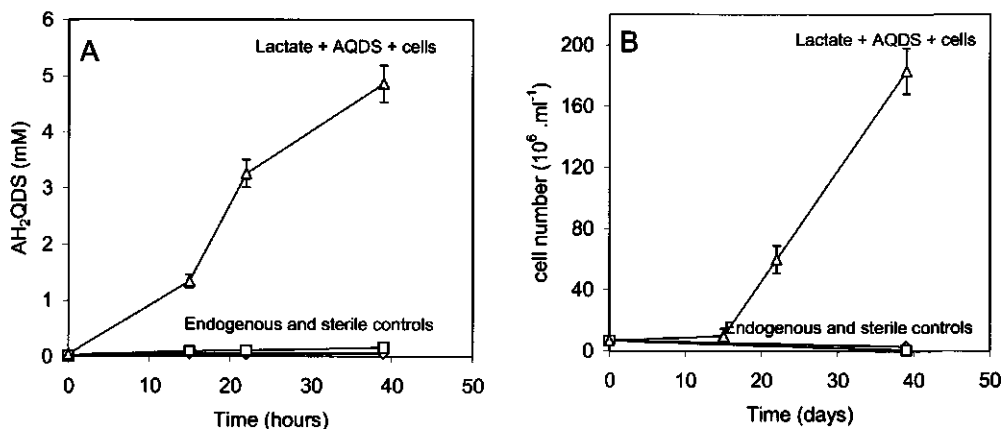 A
Lactate + AQDS + cells
6
5
4
3
2
1
0
AH₂QDS (mM)
Endogenous and sterile controls
0 10 20 30 40 50
Time (hours)
B
Lactate + AQDS + cells
200
160
120
80
40
0
cell number (10⁶ .ml⁻¹)
Endogenous and sterile controls
0 10 20 30 40 50
Time (days)